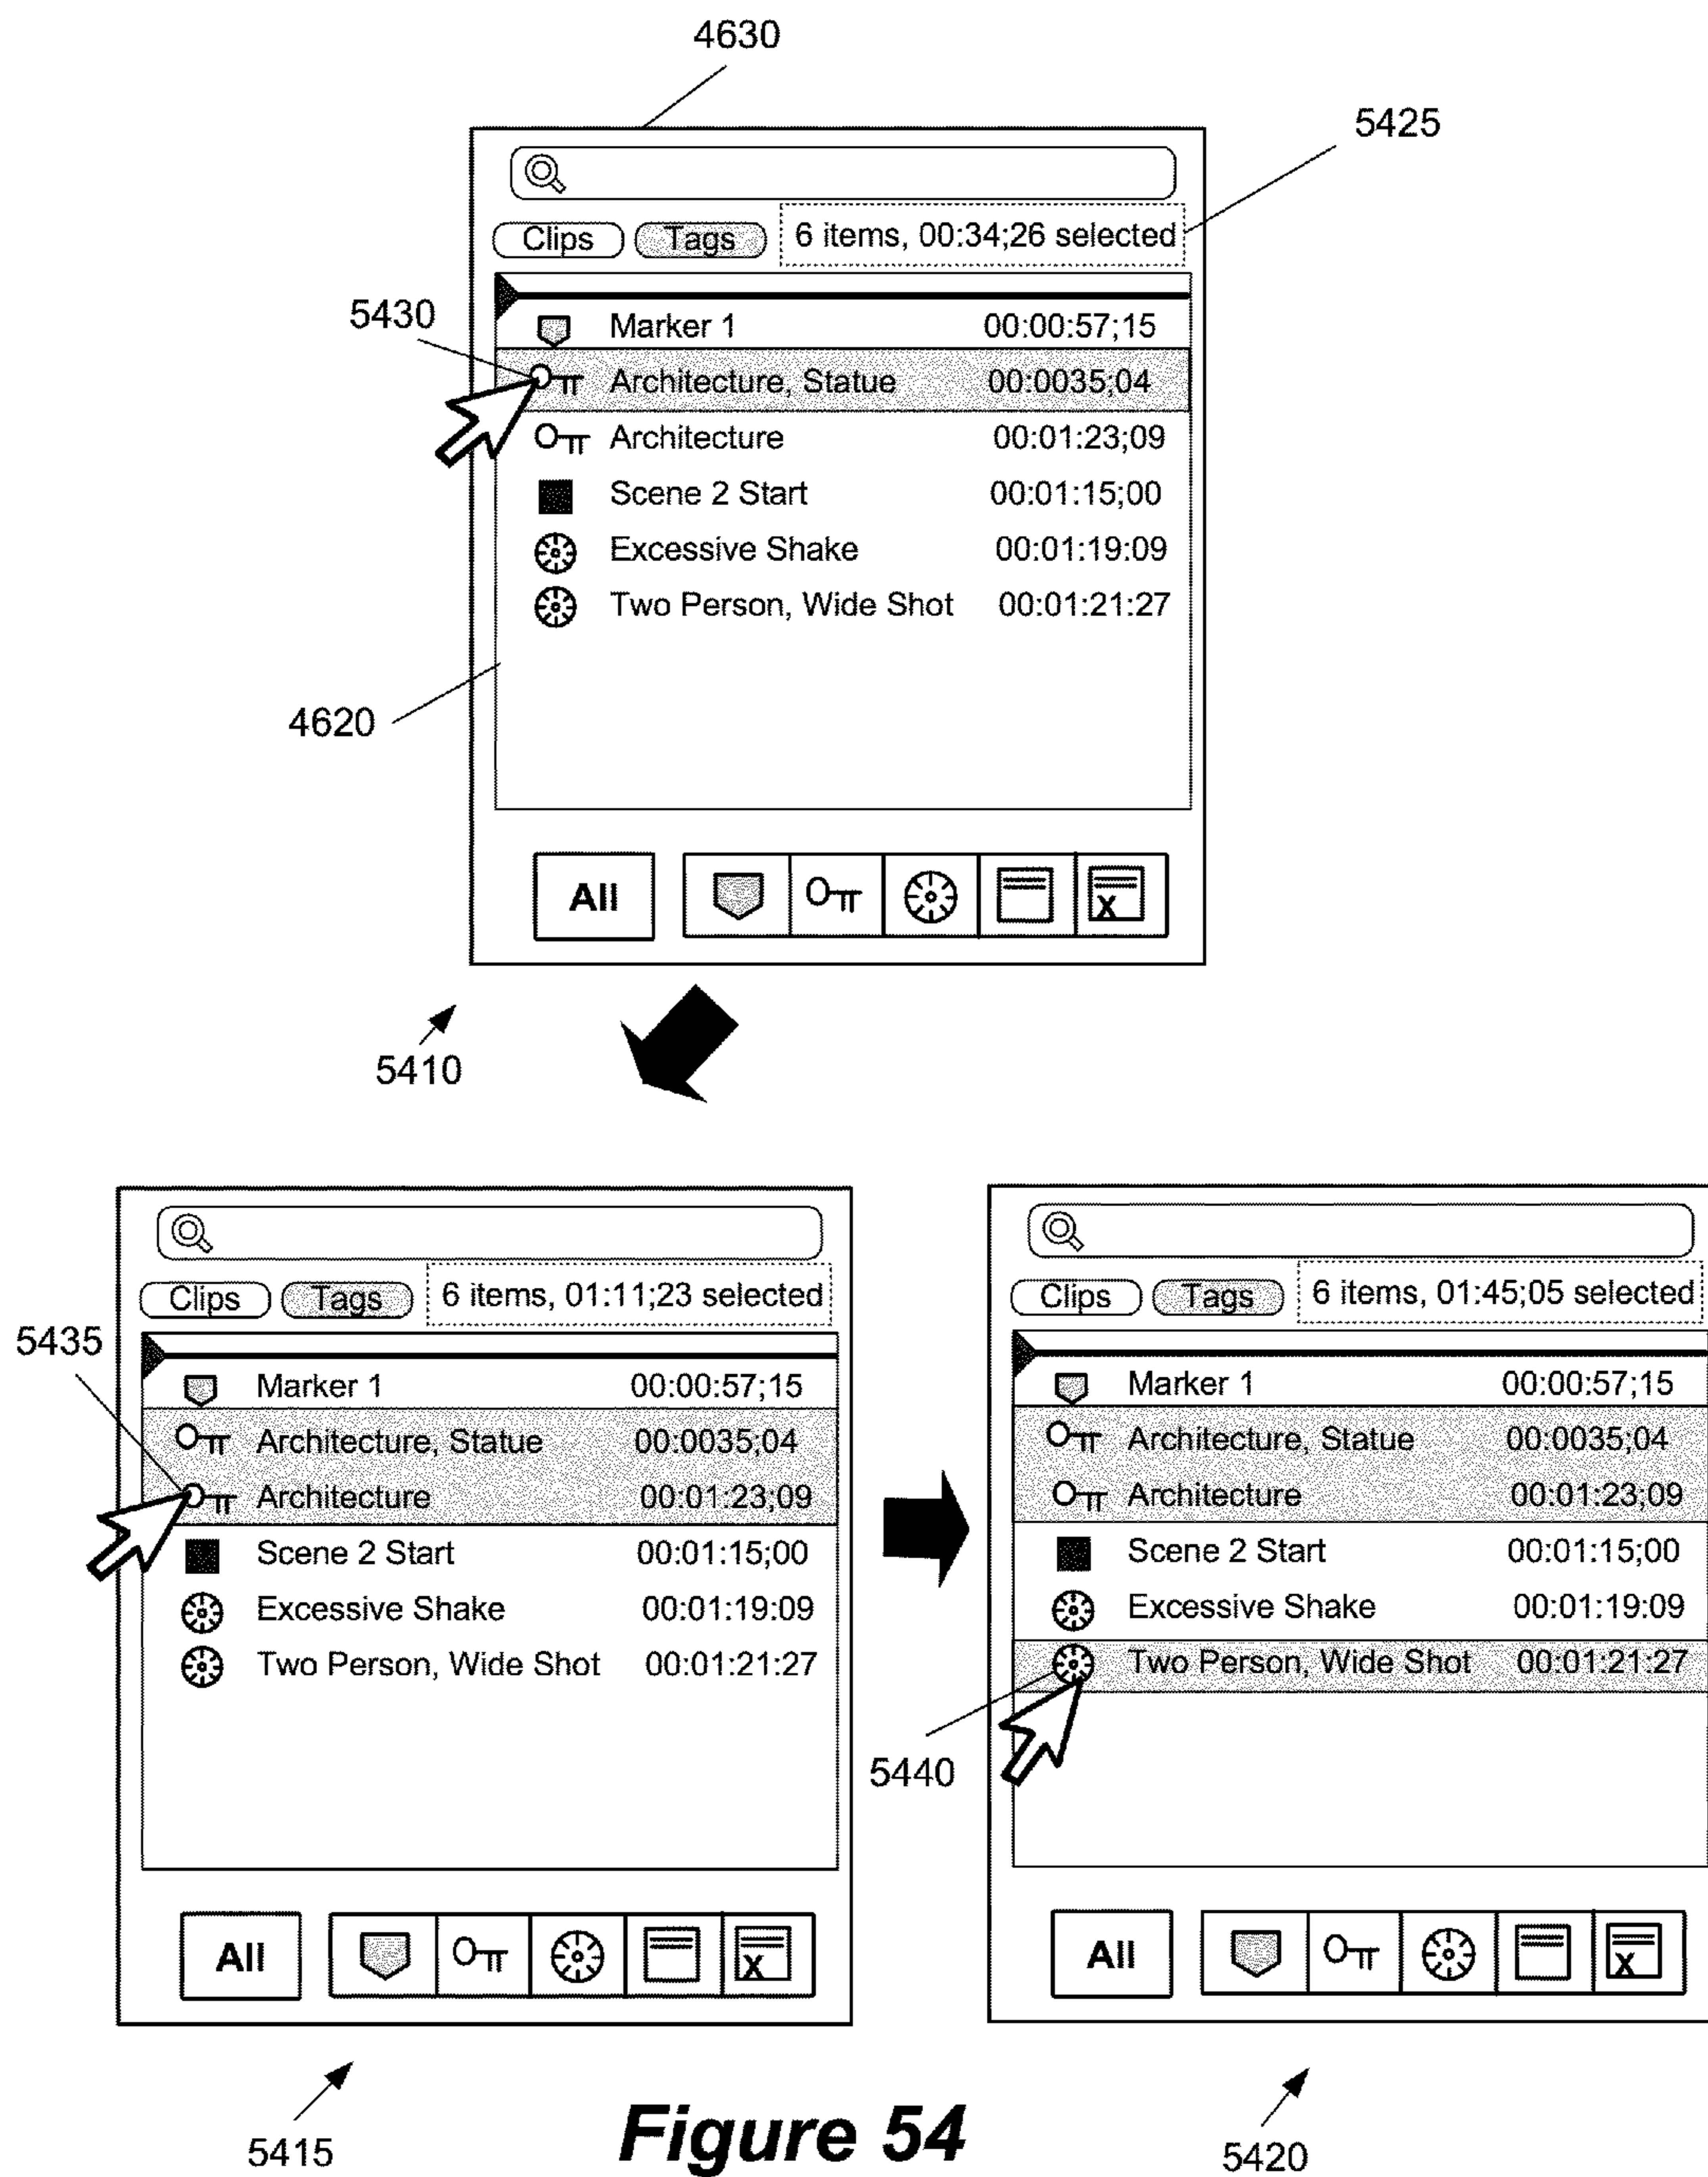 4630
5425
6 items, 00:34;26 selected
Clips
Tags
5430
Marker 1 00:00:57;15
Architecture, Statue 00:0035;04
Architecture 00:01:23;09
Scene 2 Start 00:01:15;00
Excessive Shake 00:01:19:09
Two Person, Wide Shot 00:01:21:27
4620
All
X
5410
Clips
Tags
6 items, 01:11;23 selected
5435
Marker 1 00:00:57;15
Architecture, Statue 00:0035;04
Architecture 00:01:23;09
Scene 2 Start 00:01:15;00
Excessive Shake 00:01:19:09
Two Person, Wide Shot 00:01:21:27
All
X
5415
Clips
Tags
6 items, 01:45;05 selected
Marker 1 00:00:57;15
Architecture, Statue 00:0035;04
Architecture 00:01:23;09
Scene 2 Start 00:01:15;00
Excessive Shake 00:01:19:09
Two Person, Wide Shot 00:01:21:27
5440
All
X
5420
Figure 54